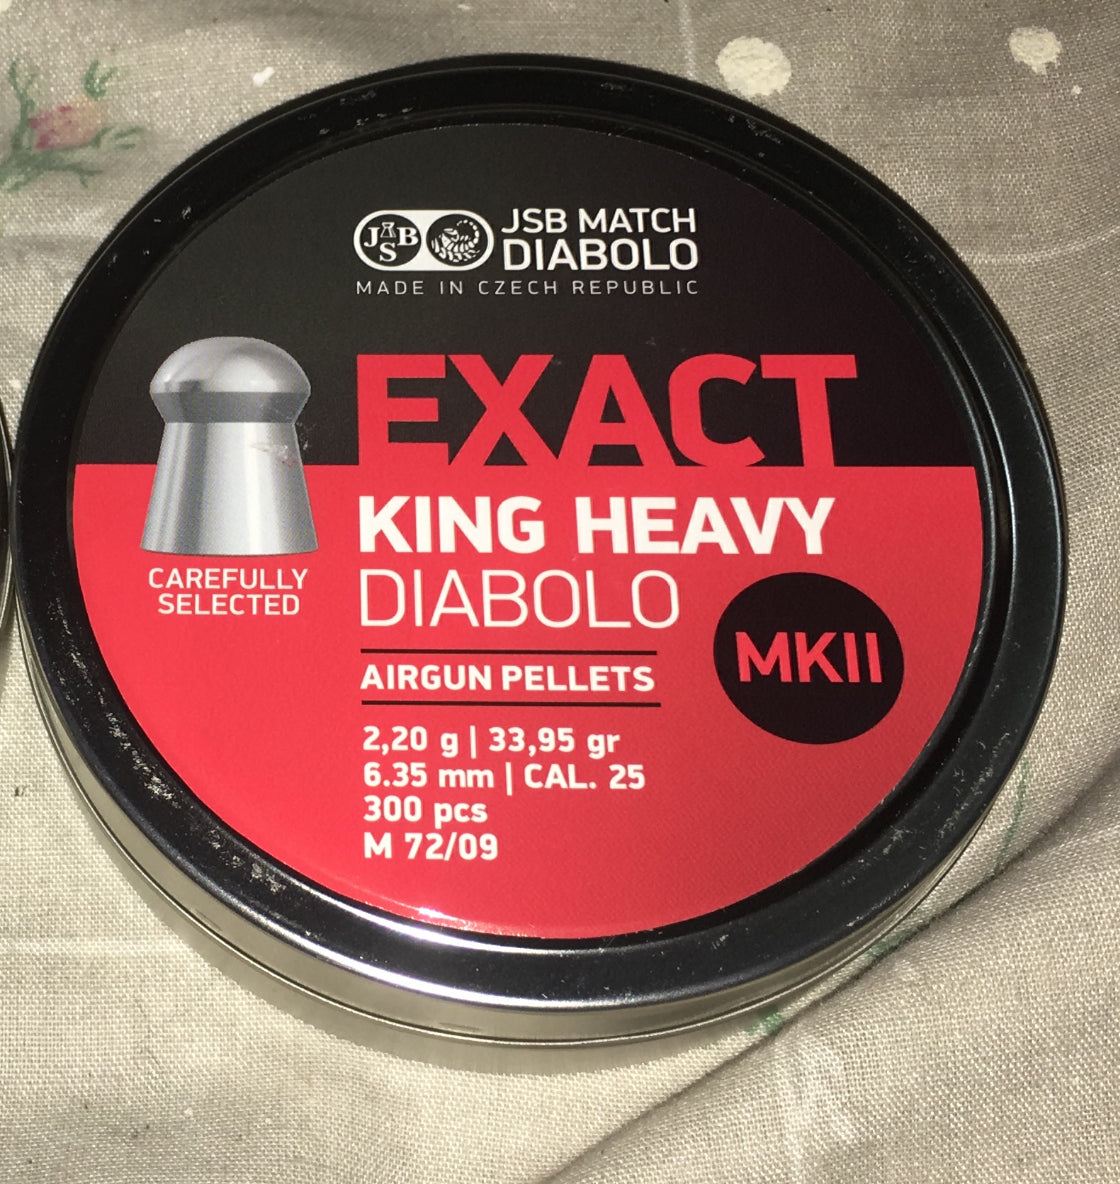 JSB
JSB MATCH
DIABOLO
MADE IN CZECH REPUBLIC
EXACT
KING HEAVY
DIABOLO
CAREFULLY
SELECTED
MKII
AIRGUN PELLETS
2,20 g | 33,95 gr
6.35 mm | CAL. 25
300 pcs
M 72/09